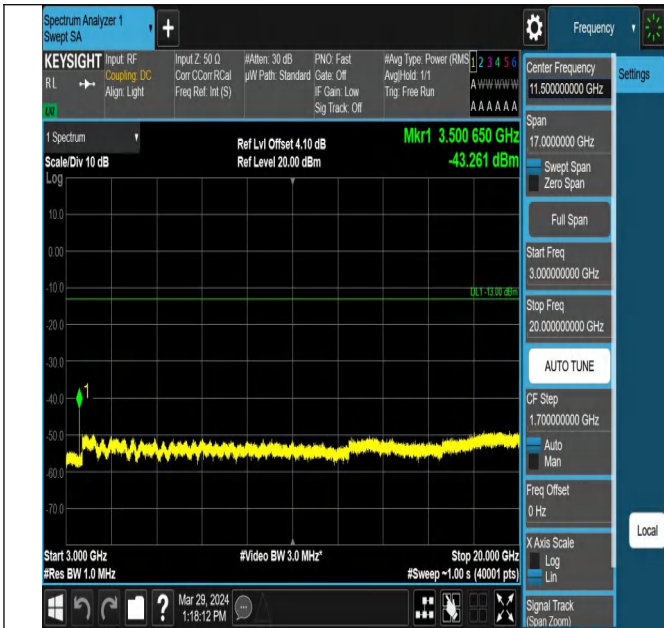 Spectrum Analyzer 1
Swept SA
Frequency
KEYSIGHT
RL
LXI
Input: RF
Coupling: DC
Align: Light
Input Z: 50 Ω
Corr CCorr RCal
Freq Ref: Int (S)
#Atten: 30 dB
µW Path: Standard
PNO: Fast
Gate: Off
IF Gain: Low
Sig Track: Off
#Avg Type: Power (RMS
Avg|Hold: 1/1
Trig: Free Run
1 2 3 4 5 6
A W W W W W
A A A A A A
Center Frequency
11.500000000 GHz
Settings
Span
17.0000000 GHz
Swept Span
Zero Span
Full Span
Start Freq
3.000000000 GHz
Stop Freq
20.000000000 GHz
AUTO TUNE
CF Step
1.700000000 GHz
Auto
Man
Freq Offset
0 Hz
X Axis Scale
Log
Lin
Signal Track
(Span Zoom)
Local
1 Spectrum
Scale/Div 10 dB
Ref Lvl Offset 4.10 dB
Ref Level 20.00 dBm
Mkr1 3.500 650 GHz
-43.261 dBm
Log
10.0
0.00
-10.0
DL1 -13.00 dBm
-20.0
-30.0
-40.0
1
-50.0
-60.0
-70.0
Start 3.000 GHz
#Video BW 3.0 MHz*
Stop 20.000 GHz
#Res BW 1.0 MHz
#Sweep ~1.00 s (40001 pts)
Mar 29, 2024
1:18:12 PM